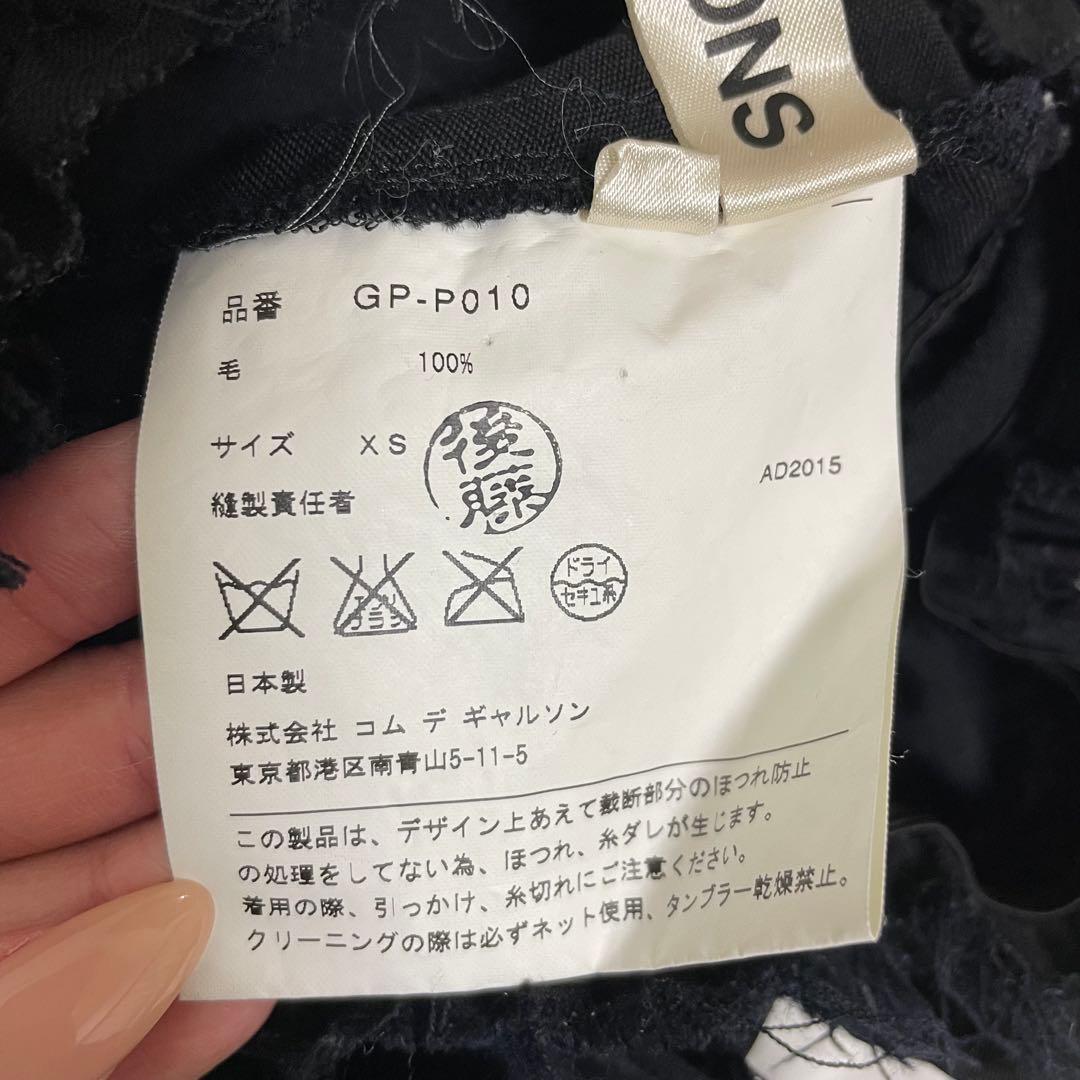 ONS
品番 GP-P010
毛 100%
サイズ XS
後藤
縫製責任者
AD2015
エンソ
ブラジ
ドライ
セキユ系
日本製
株式会社 コム デ ギャルソン
東京都港区南青山5-11-5
この製品は、デザイン上あえて裁断部分のほつれ防止
の処理をしてない為、ほつれ、糸ダレが生じます。
着用の際、引っかけ、糸切れにご注意ください。
クリーニングの際は必ずネット使用、タンブラー乾燥禁止。